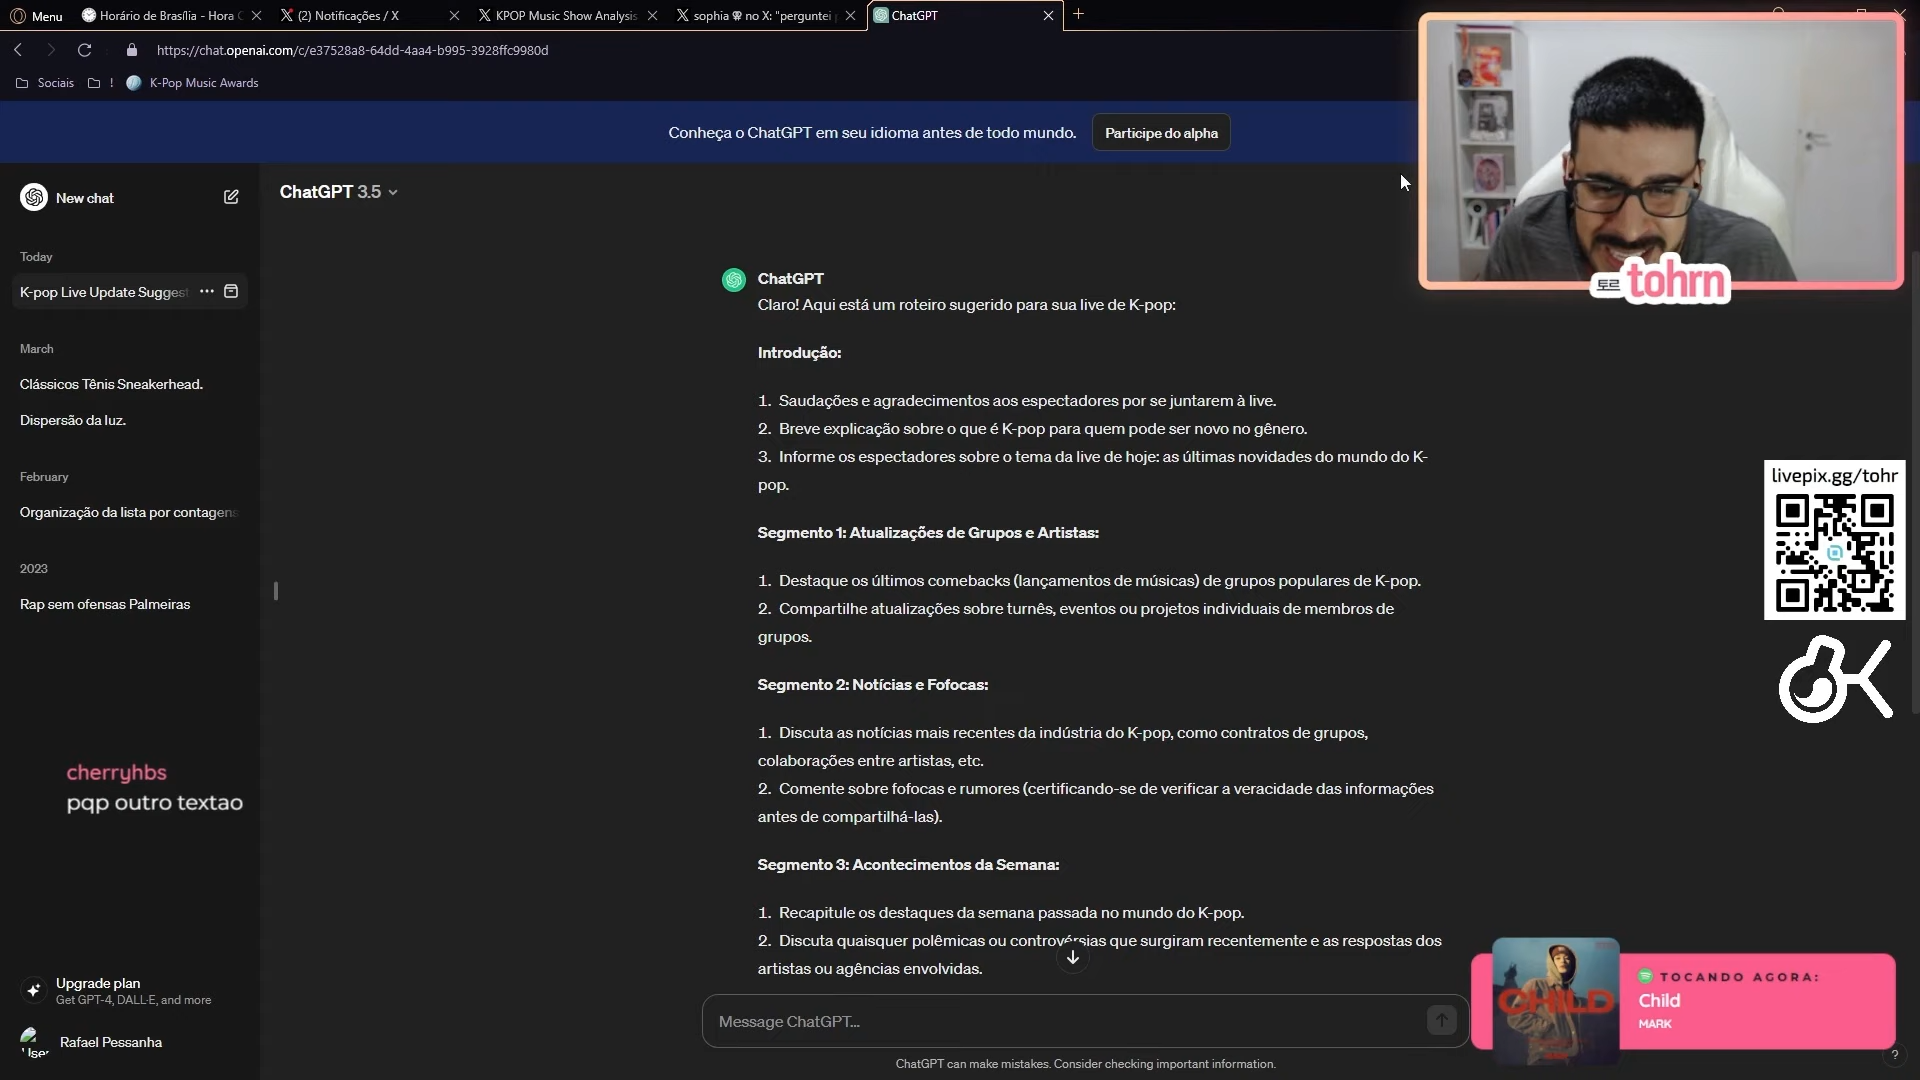 Menu
Horário de Brasília - Hora C
(2) Notificações / X
KPOP Music Show Analysis
no X: "perguntei
ChatGPT
https://chat.openai.com/c/e37528a8-64dd-4aa4-b995-3928ffc9980d
Sociais
!
K-Pop Music Awards
Conheça o ChatGPT em seu idioma antes de todo mundo.
Participe do alpha
New chat
ChatGPT 3.5
Today
K-pop Live Update Suggest
March
Clássicos Tênis Sneakerhead.
Dispersão da luz.
February
Organização da lista por contagens
2023
Rap sem ofensas Palmeiras
cherryhbs
pqp outro textao
Upgrade plan
Get GPT-4, DALL·E, and more
User
Rafael Pessanha
ChatGPT
Claro! Aqui está um roteiro sugerido para sua live de K-pop:
Introdução:
1. Saudações e agradecimentos aos espectadores por se juntarem à live.
2. Breve explicação sobre o que é K-pop para quem pode ser novo no gênero.
3. Informe os espectadores sobre o tema da live de hoje: as últimas novidades do mundo do K-
pop.
Segmento 1: Atualizações de Grupos e Artistas:
1. Destaque os últimos comebacks (lançamentos de músicas) de grupos populares de K-pop.
2. Compartilhe atualizações sobre turnês, eventos ou projetos individuais de membros de
grupos.
Segmento 2: Notícias e Fofocas:
1. Discuta as notícias mais recentes da indústria do K-pop, como contratos de grupos,
colaborações entre artistas, etc.
2. Comente sobre fofocas e rumores (certificando-se de verificar a veracidade das informações
antes de compartilhá-las).
Segmento 3: Acontecimentos da Semana:
1. Recapitule os destaques da semana passada no mundo do K-pop.
2. Discuta quaisquer polêmicas ou controvérsias que surgiram recentemente e as respostas dos
artistas ou agências envolvidas.
Message ChatGPT...
ChatGPT can make mistakes. Consider checking important information.
토르 tohrn
livepix.gg/tohr
CHILD
TOCANDO AGORA:
Child
MARK
?